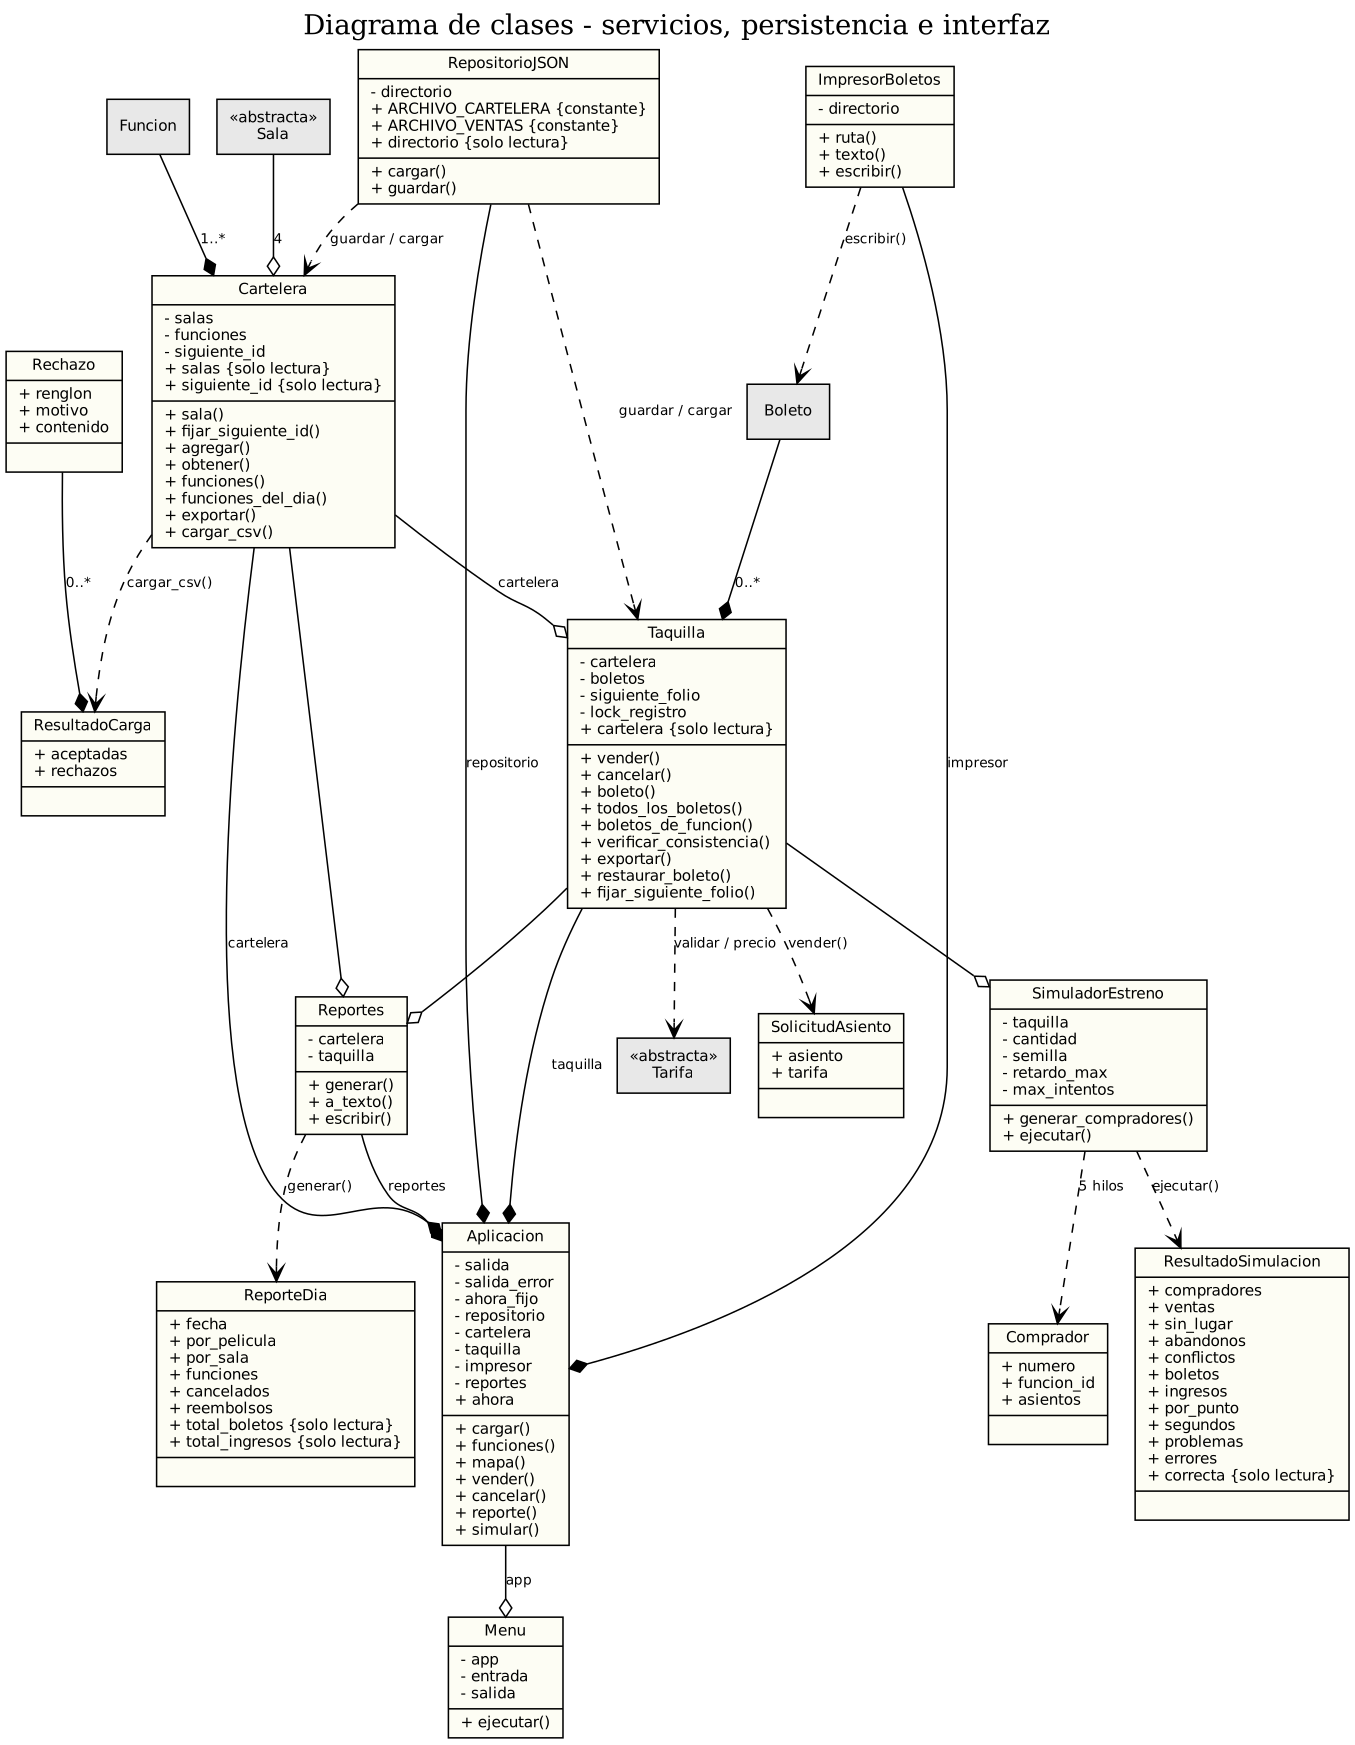 Diagrama de clases - servicios, persistencia e interfaz
RepositorioJSON
- directorio
+ ARCHIVO_CARTELERA {constante}
+ ARCHIVO_VENTAS {constante}
+ directorio {solo lectura}
+ cargar()
+ guardar()
ImpresorBoletos
- directorio
+ ruta()
+ texto()
+ escribir()
Funcion
«abstracta»
Sala
1..*
4
guardar / cargar
escribir()
Cartelera
- salas
- funciones
- siguiente_id
+ salas {solo lectura}
+ siguiente_id {solo lectura}
+ sala()
+ fijar_siguiente_id()
+ agregar()
+ obtener()
+ funciones()
+ funciones_del_dia()
+ exportar()
+ cargar_csv()
Rechazo
+ renglon
+ motivo
+ contenido
guardar / cargar
Boleto
0..*
cargar_csv()
cartelera
0..*
Taquilla
- cartelera
- boletos
- siguiente_folio
- lock_registro
+ cartelera {solo lectura}
+ vender()
+ cancelar()
+ boleto()
+ todos_los_boletos()
+ boletos_de_funcion()
+ verificar_consistencia()
+ exportar()
+ restaurar_boleto()
+ fijar_siguiente_folio()
ResultadoCarga
+ aceptadas
+ rechazos
repositorio
impresor
cartelera
validar / precio
vender()
Reportes
- cartelera
- taquilla
+ generar()
+ a_texto()
+ escribir()
taquilla
«abstracta»
Tarifa
SolicitudAsiento
+ asiento
+ tarifa
SimuladorEstreno
- taquilla
- cantidad
- semilla
- retardo_max
- max_intentos
+ generar_compradores()
+ ejecutar()
generar()
reportes
5 hilos
ejecutar()
Aplicacion
- salida
- salida_error
- ahora_fijo
- repositorio
- cartelera
- taquilla
- impresor
- reportes
+ ahora
+ cargar()
+ funciones()
+ mapa()
+ vender()
+ cancelar()
+ reporte()
+ simular()
ReporteDia
+ fecha
+ por_pelicula
+ por_sala
+ funciones
+ cancelados
+ reembolsos
+ total_boletos {solo lectura}
+ total_ingresos {solo lectura}
Comprador
+ numero
+ funcion_id
+ asientos
ResultadoSimulacion
+ compradores
+ ventas
+ sin_lugar
+ abandonos
+ conflictos
+ boletos
+ ingresos
+ por_punto
+ segundos
+ problemas
+ errores
+ correcta {solo lectura}
app
Menu
- app
- entrada
- salida
+ ejecutar()